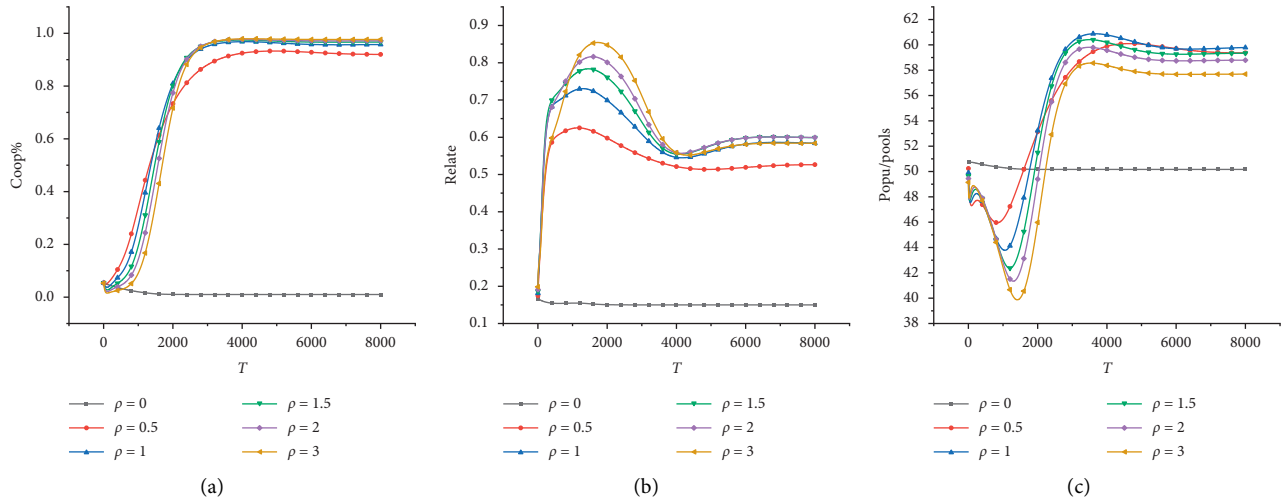 Coop%
1.0
0.8
0.6
0.4
0.2
0.0
0 2000 4000 6000 8000
T
ρ = 0 ρ = 1.5
ρ = 0.5 ρ = 2
ρ = 1 ρ = 3
(a)
Relate
0.9
0.8
0.7
0.6
0.5
0.4
0.3
0.2
0.1
0 2000 4000 6000 8000
T
ρ = 0 ρ = 1.5
ρ = 0.5 ρ = 2
ρ = 1 ρ = 3
(b)
Popu/pools
62
60
58
56
54
52
50
48
46
44
42
40
38
0 2000 4000 6000 8000
T
ρ = 0 ρ = 1.5
ρ = 0.5 ρ = 2
ρ = 1 ρ = 3
(c)